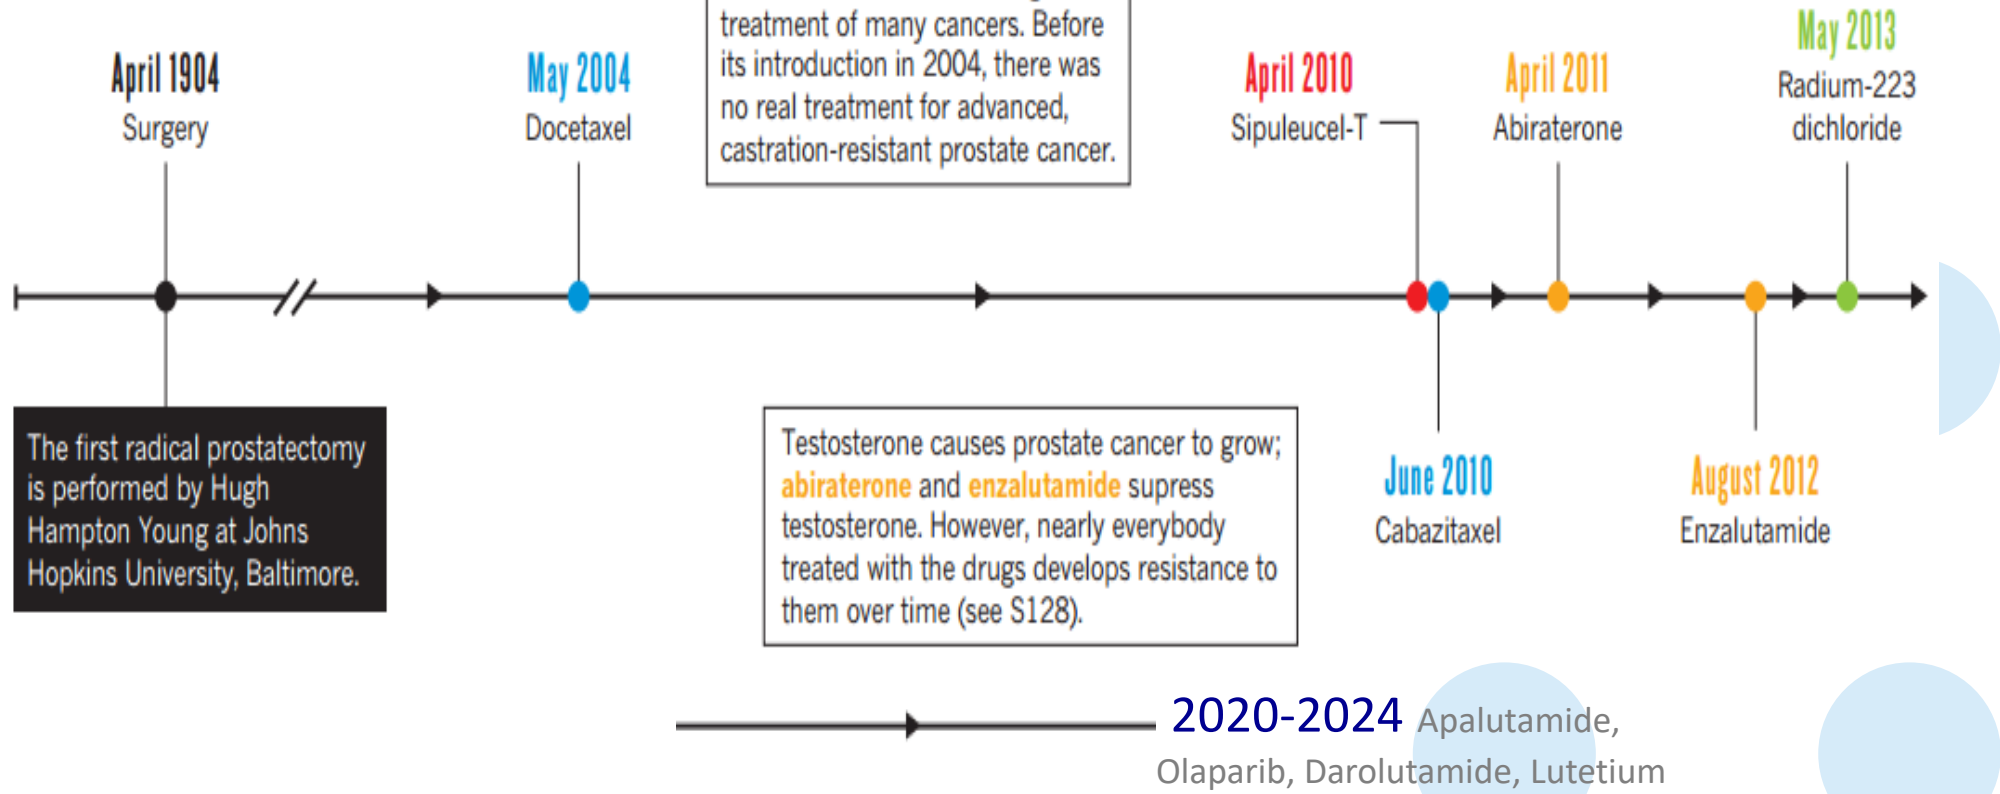 treatment of many cancers. Before
its introduction in 2004, there was
no real treatment for advanced,
castration-resistant prostate cancer.
April 1904
Surgery
May 2004
Docetaxel
April 2010
Sipuleucel-T
April 2011
Abiraterone
May 2013
Radium-223
dichloride
The first radical prostatectomy
is performed by Hugh
Hampton Young at Johns
Hopkins University, Baltimore.
Testosterone causes prostate cancer to grow;
abiraterone and enzalutamide supress
testosterone. However, nearly everybody
treated with the drugs develops resistance to
them over time (see S128).
June 2010
Cabazitaxel
August 2012
Enzalutamide
2020-2024 Apalutamide,
Olaparib, Darolutamide, Lutetium